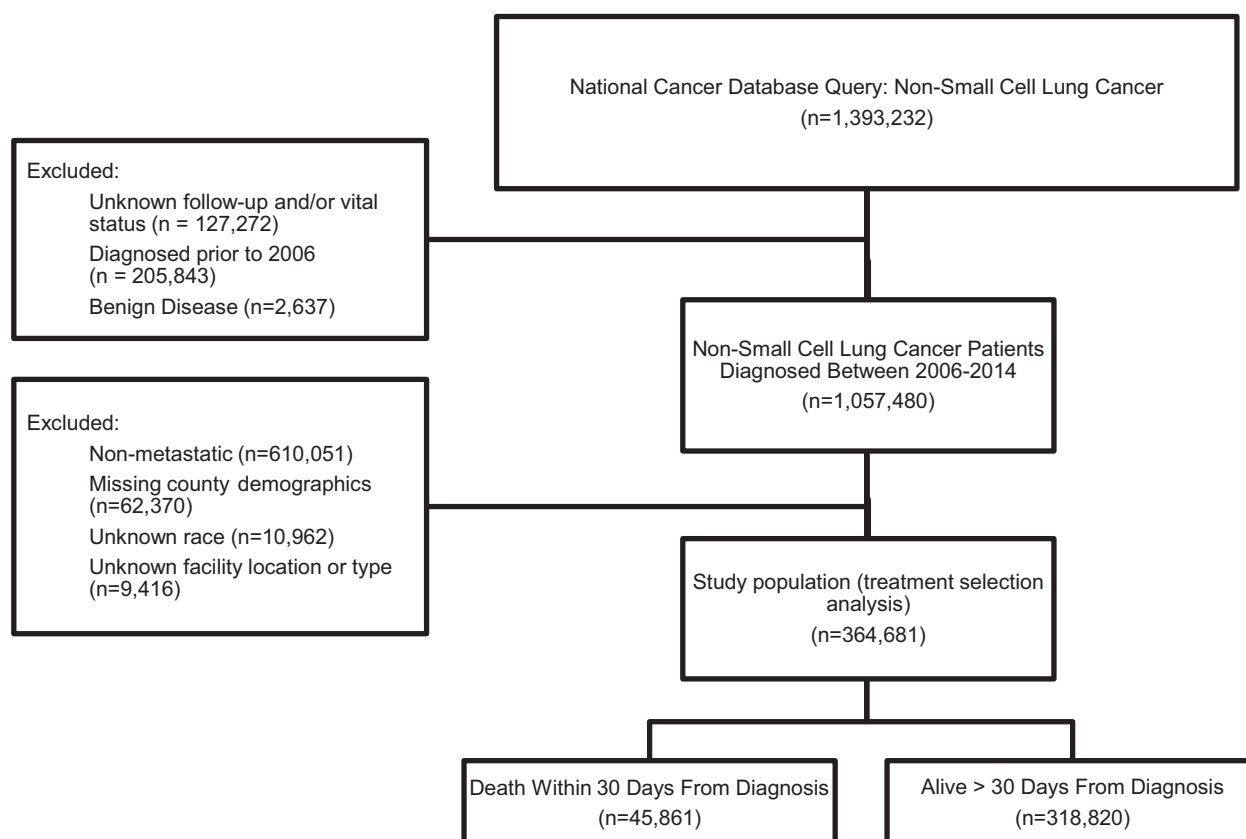 National Cancer Database Query: Non-Small Cell Lung Cancer
(n=1,393,232)
Excluded:
Unknown follow-up and/or vital
status (n = 127,272)
Diagnosed prior to 2006
(n = 205,843)
Benign Disease (n=2,637)
Non-Small Cell Lung Cancer Patients
Diagnosed Between 2006-2014
(n=1,057,480)
Excluded:
Non-metastatic (n=610,051)
Missing county demographics
(n=62,370)
Unknown race (n=10,962)
Unknown facility location or type
(n=9,416)
Study population (treatment selection
analysis)
(n=364,681)
Death Within 30 Days From Diagnosis
(n=45,861)
Alive > 30 Days From Diagnosis
(n=318,820)